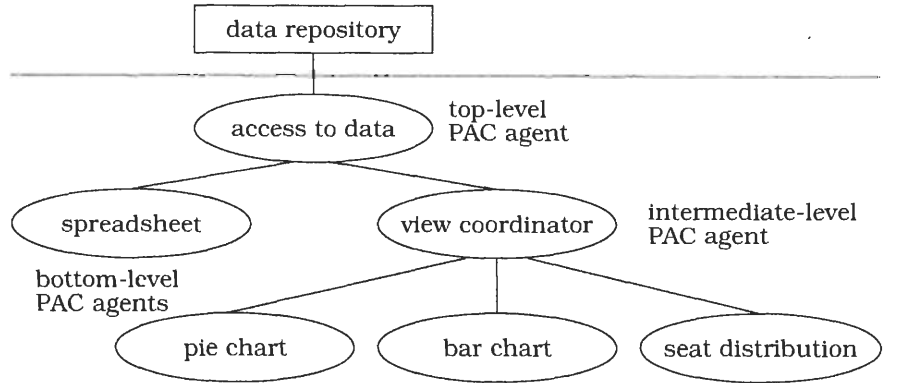 data repository
top-level
access to data
PAC agent
spreadsheet
view coordinator
intermediate-level
PAC agent
bottom-level
PAC agents
pie chart
bar chart
seat distribution